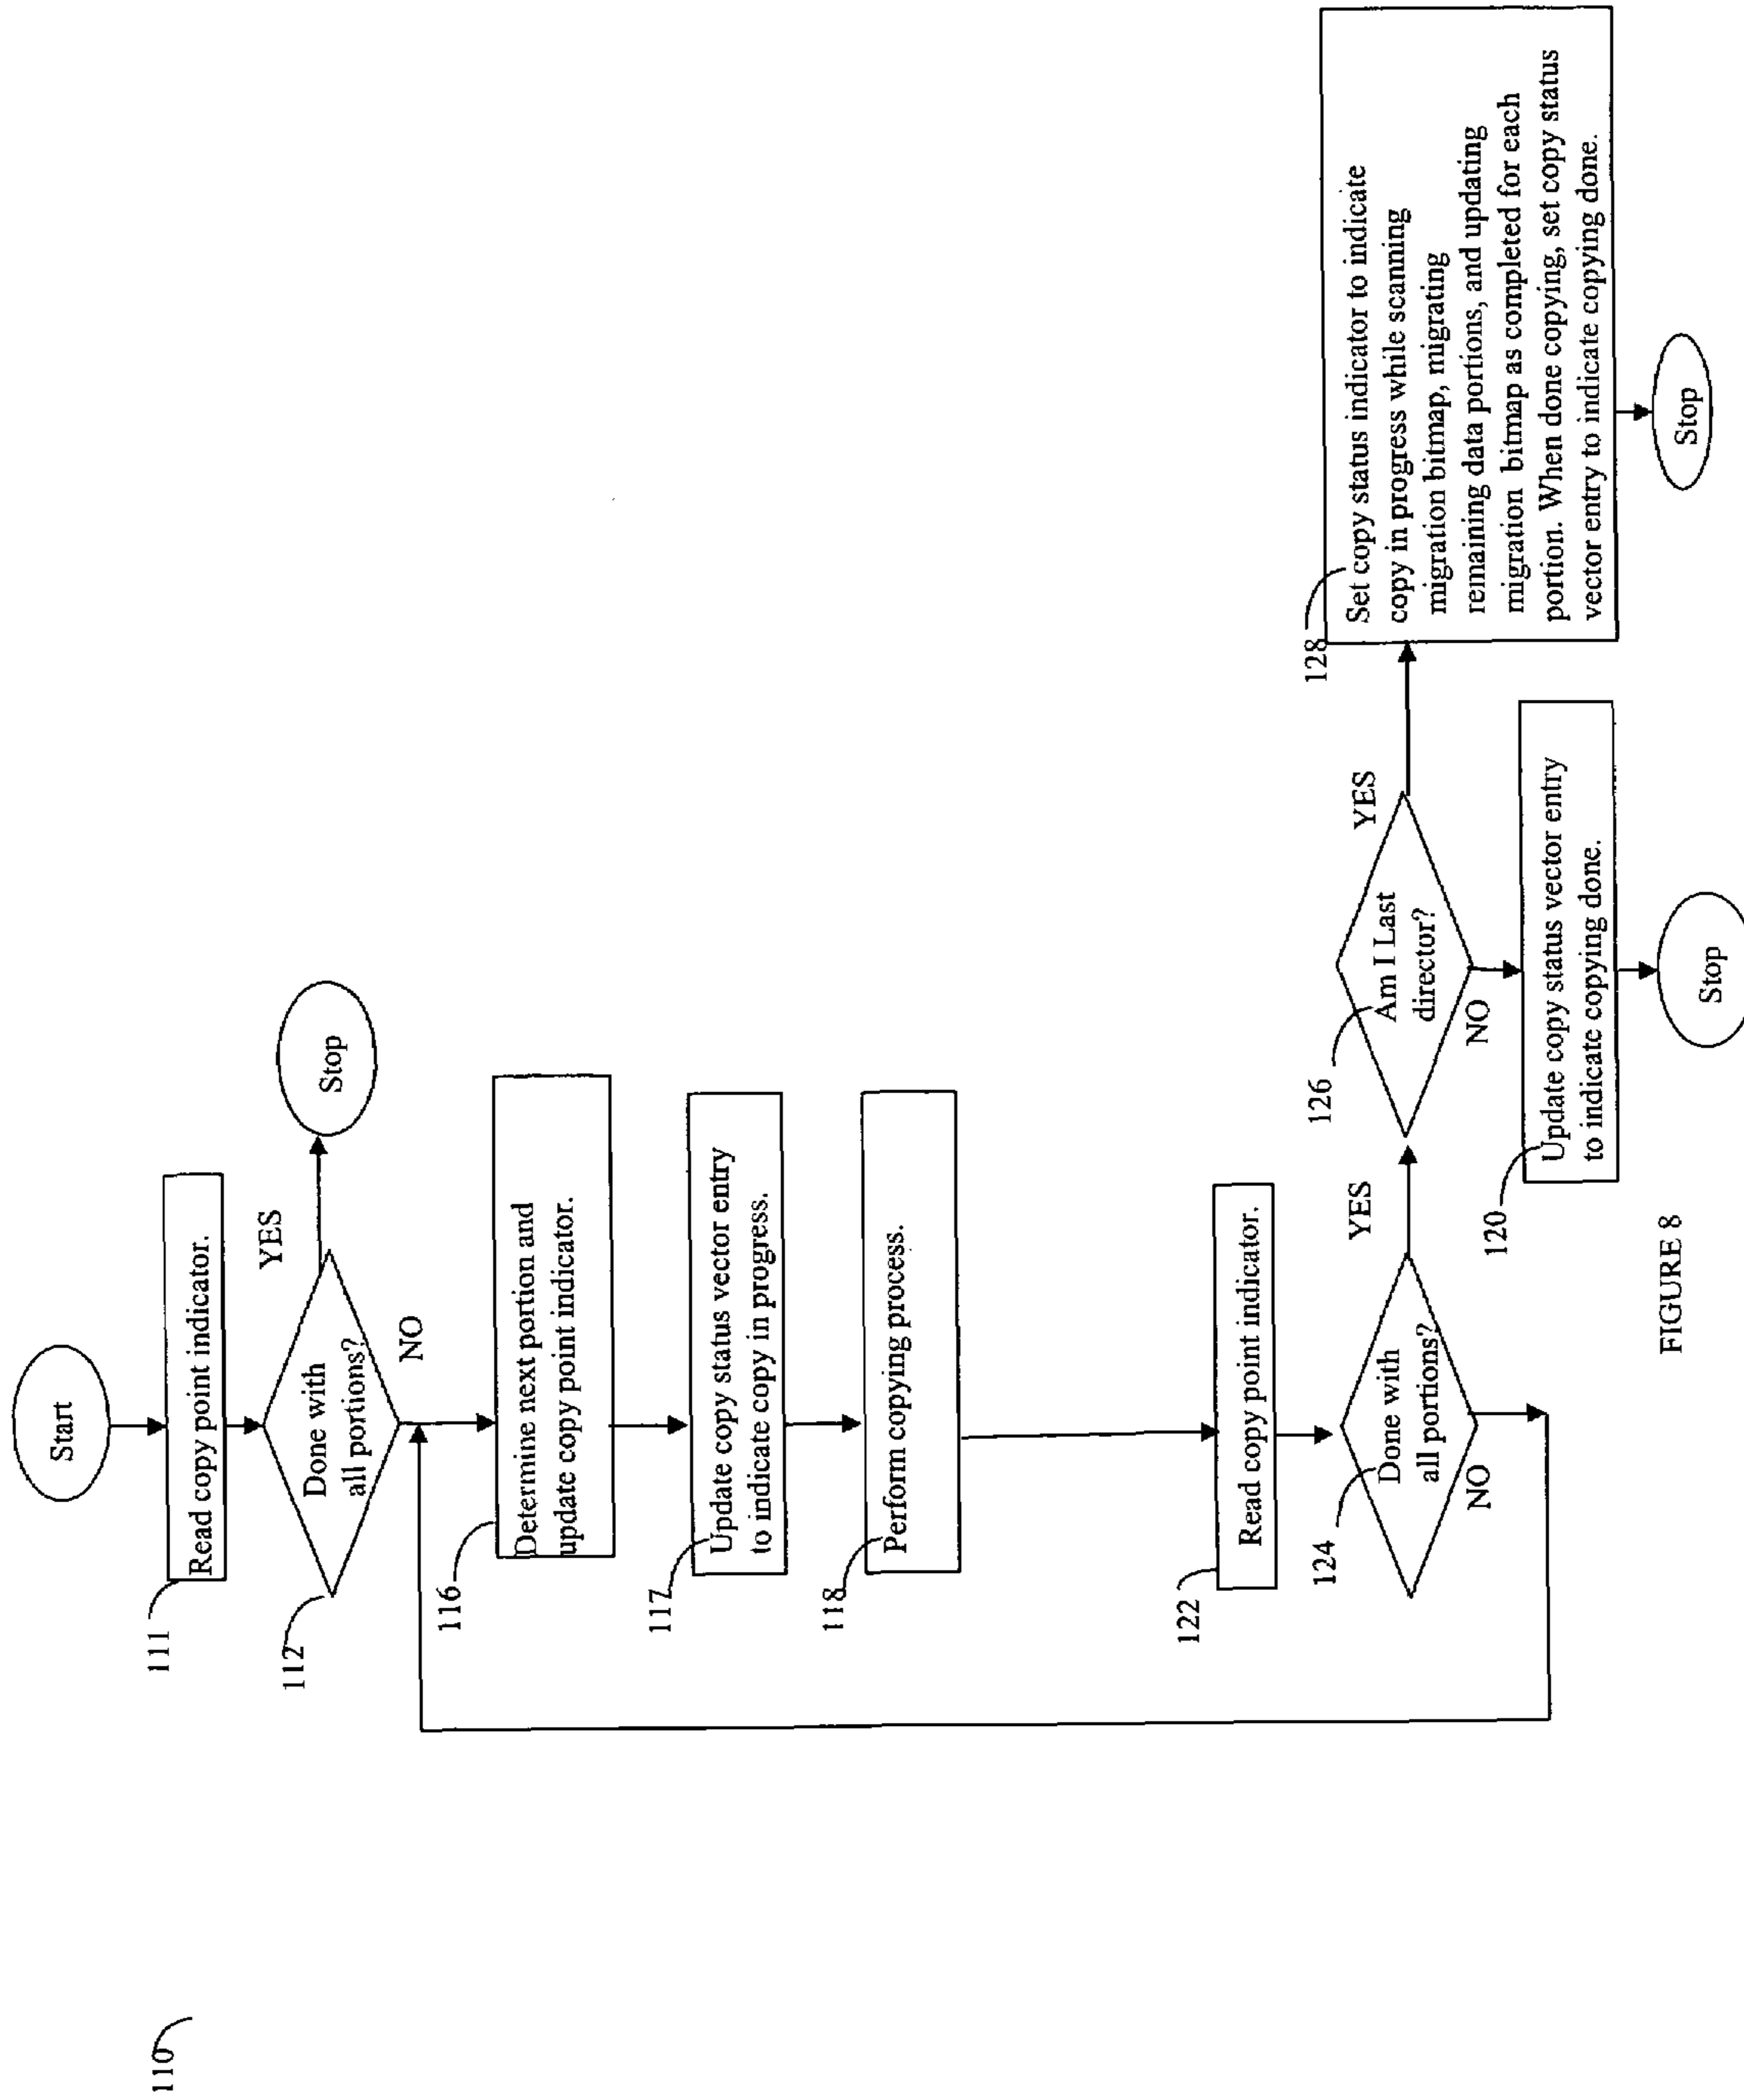 110
Start
111
Read copy point indicator.
112
Done with
all portions?
YES
Stop
NO
116
Determine next portion and
update copy point indicator.
117
Update copy status vector entry
to indicate copy in progress.
118
Perform copying process.
122
Read copy point indicator.
124
Done with
all portions?
NO
YES
126
Am I Last
director?
YES
NO
128
Set copy status indicator to indicate
copy in progress while scanning
migration bitmap, migrating
remaining data portions, and updating
migration bitmap as completed for each
portion. When done copying, set copy status
vector entry to indicate copying done.
Stop
120
Update copy status vector entry
to indicate copying done.
Stop
FIGURE 8